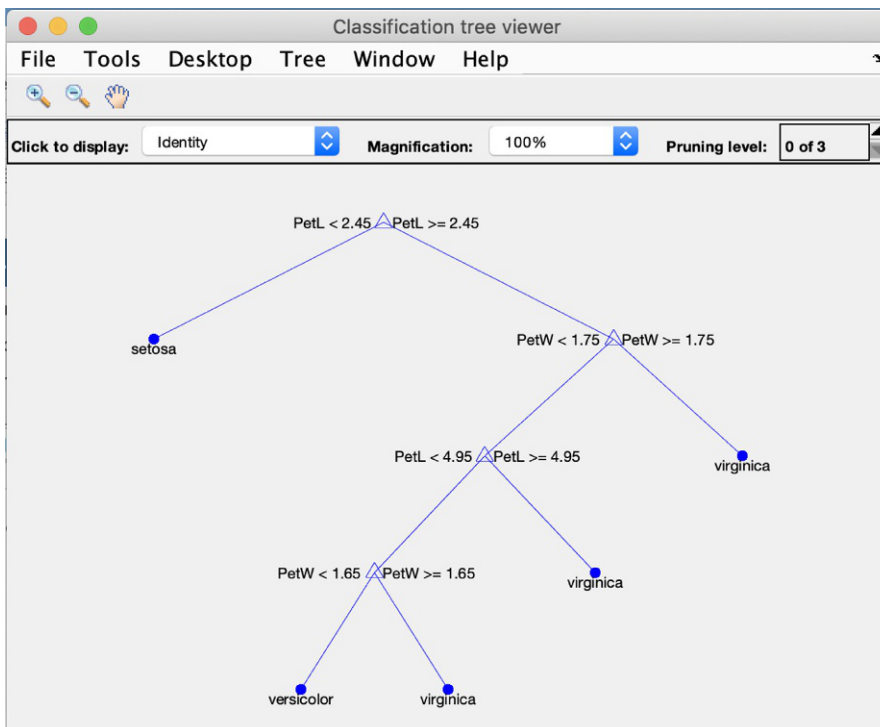 Classification tree viewer
File Tools Desktop Tree Window Help
Click to display: Identity Magnification: 100% Pruning level: 0 of 3
PetL < 2.45 PetL >= 2.45
setosa
PetW < 1.75 PetW >= 1.75
PetL < 4.95 PetL >= 4.95
virginica
PetW < 1.65 PetW >= 1.65
virginica
versicolor virginica